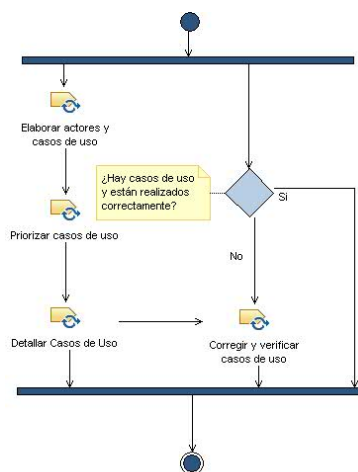 Elaborar actores y
casos de uso
¿Hay casos de uso
y están realizados
correctamente?
Si
Priorizar casos de uso
No
Detallar Casos de Uso
Corregir y verificar
casos de uso